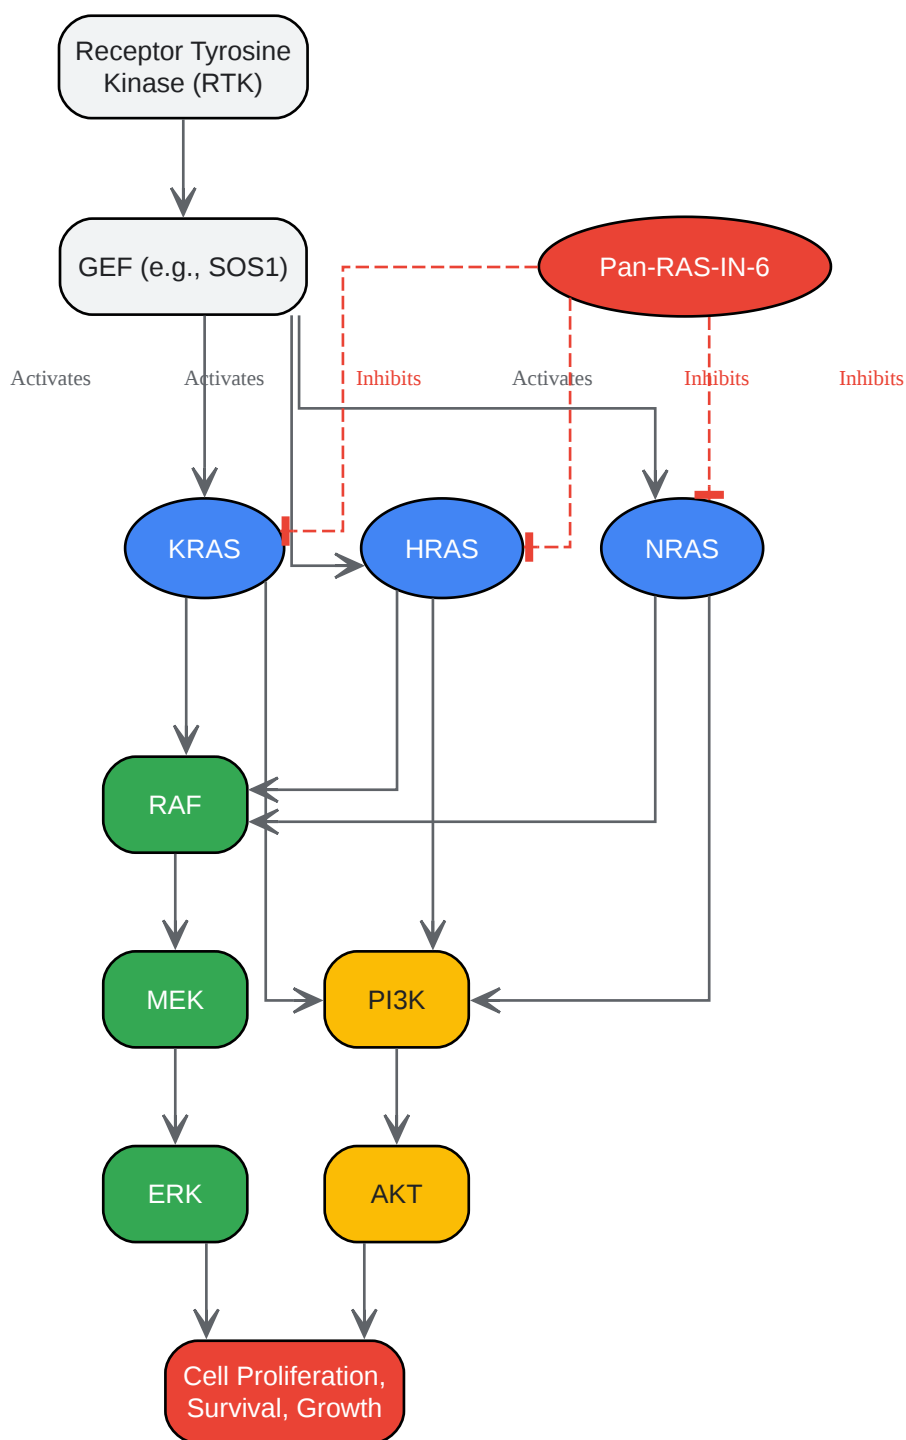 Receptor Tyrosine
Kinase (RTK)
GEF (e.g., SOS1)
Pan-RAS-IN-6
Activates
Activates
Inhibits
Activates
Inhibits
Inhibits
KRAS
HRAS
NRAS
RAF
MEK
PI3K
ERK
AKT
Cell Proliferation,
Survival, Growth